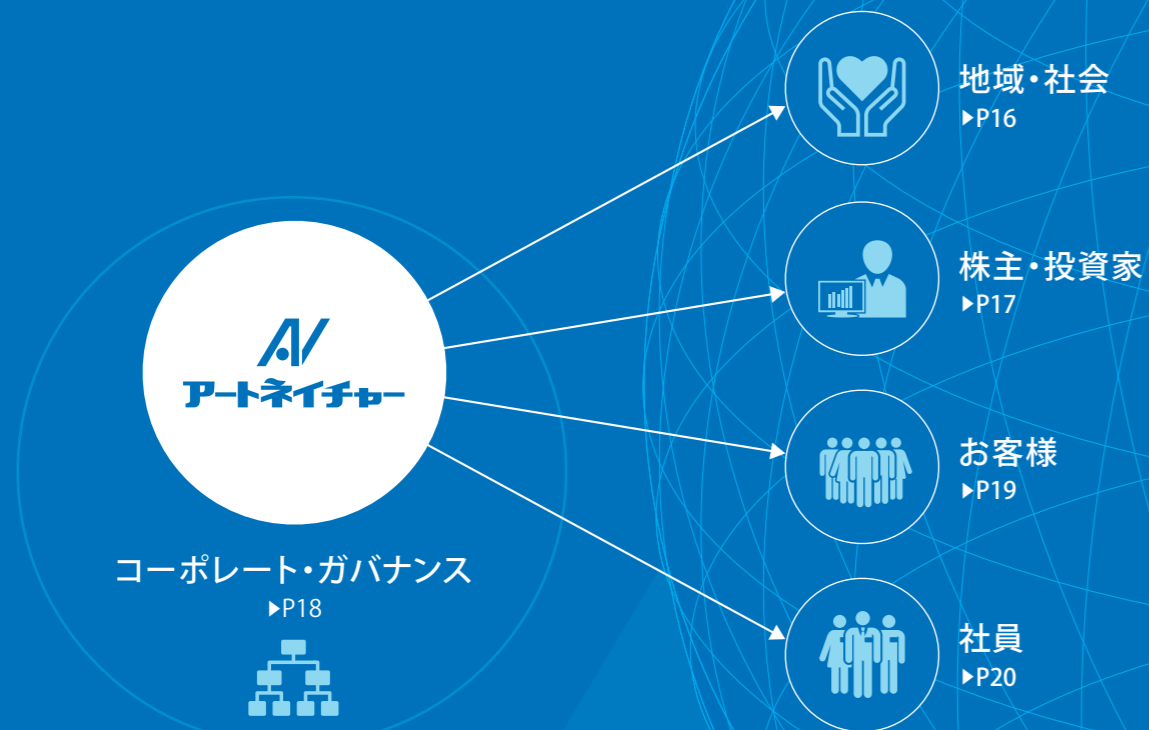 アートネイチャー
コーポレート・ガバナンス
▶P18
地域・社会
▶P16
株主・投資家
▶P17
お客様
▶P19
社員
▶P20